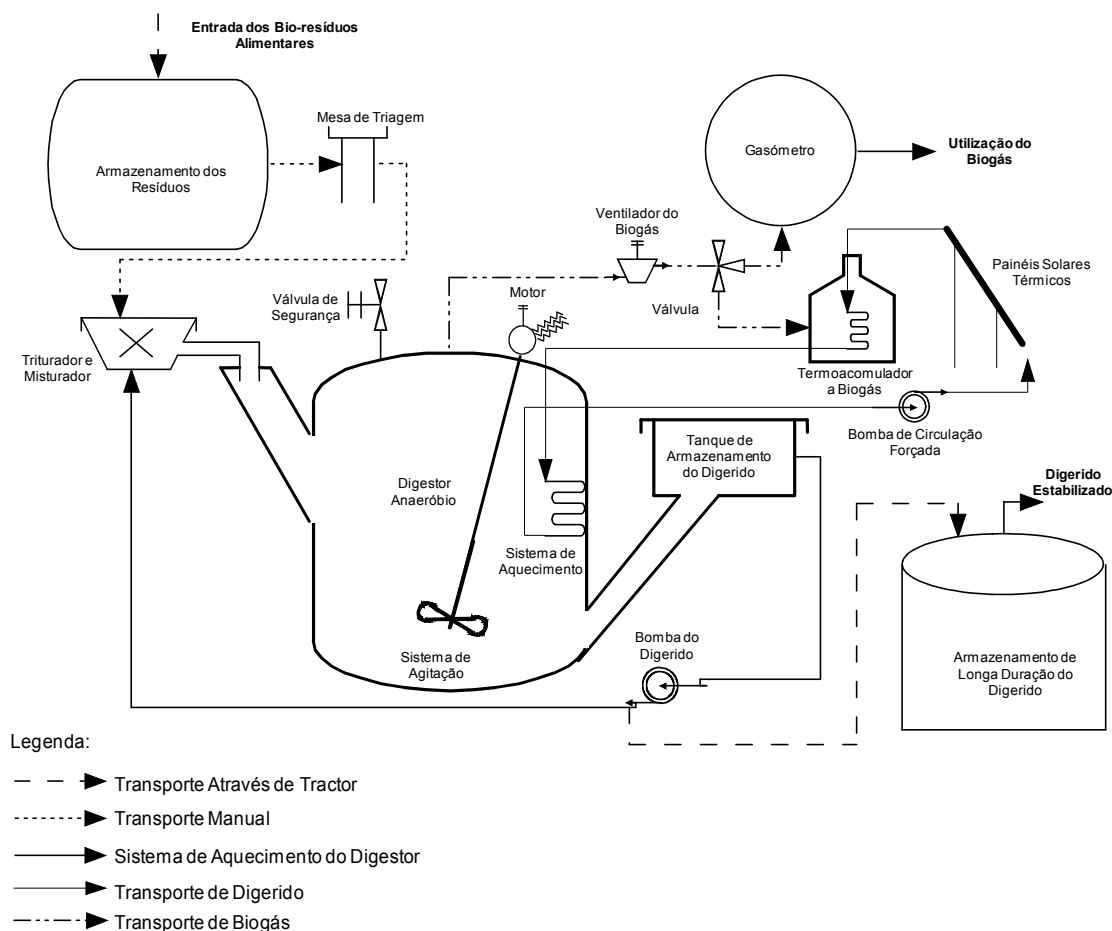 Entrada dos Bio-resíduos
Alimentares
Mesa de Triagem
Armazenamento dos
Resíduos
Gasómetro
Utilização do
Biogás
Ventilador do
Biogás
Válvula
Painéis Solares
Térmicos
Motor
Válvula de
Segurança
Triturador e
Misturador
Termoacumulador
a Biogás
Bomba de Circulação
Forçada
Tanque de
Armazenamento
do Digerido
Digestor
Anaeróbio
Sistema de
Aquecimento
Digerido
Estabilizado
Sistema de
Agitação
Bomba do
Digerido
Armazenamento de
Longa Duração do
Digerido
Legenda:
Transporte Através de Tractor
Transporte Manual
Sistema de Aquecimento do Digestor
Transporte de Digerido
Transporte de Biogás